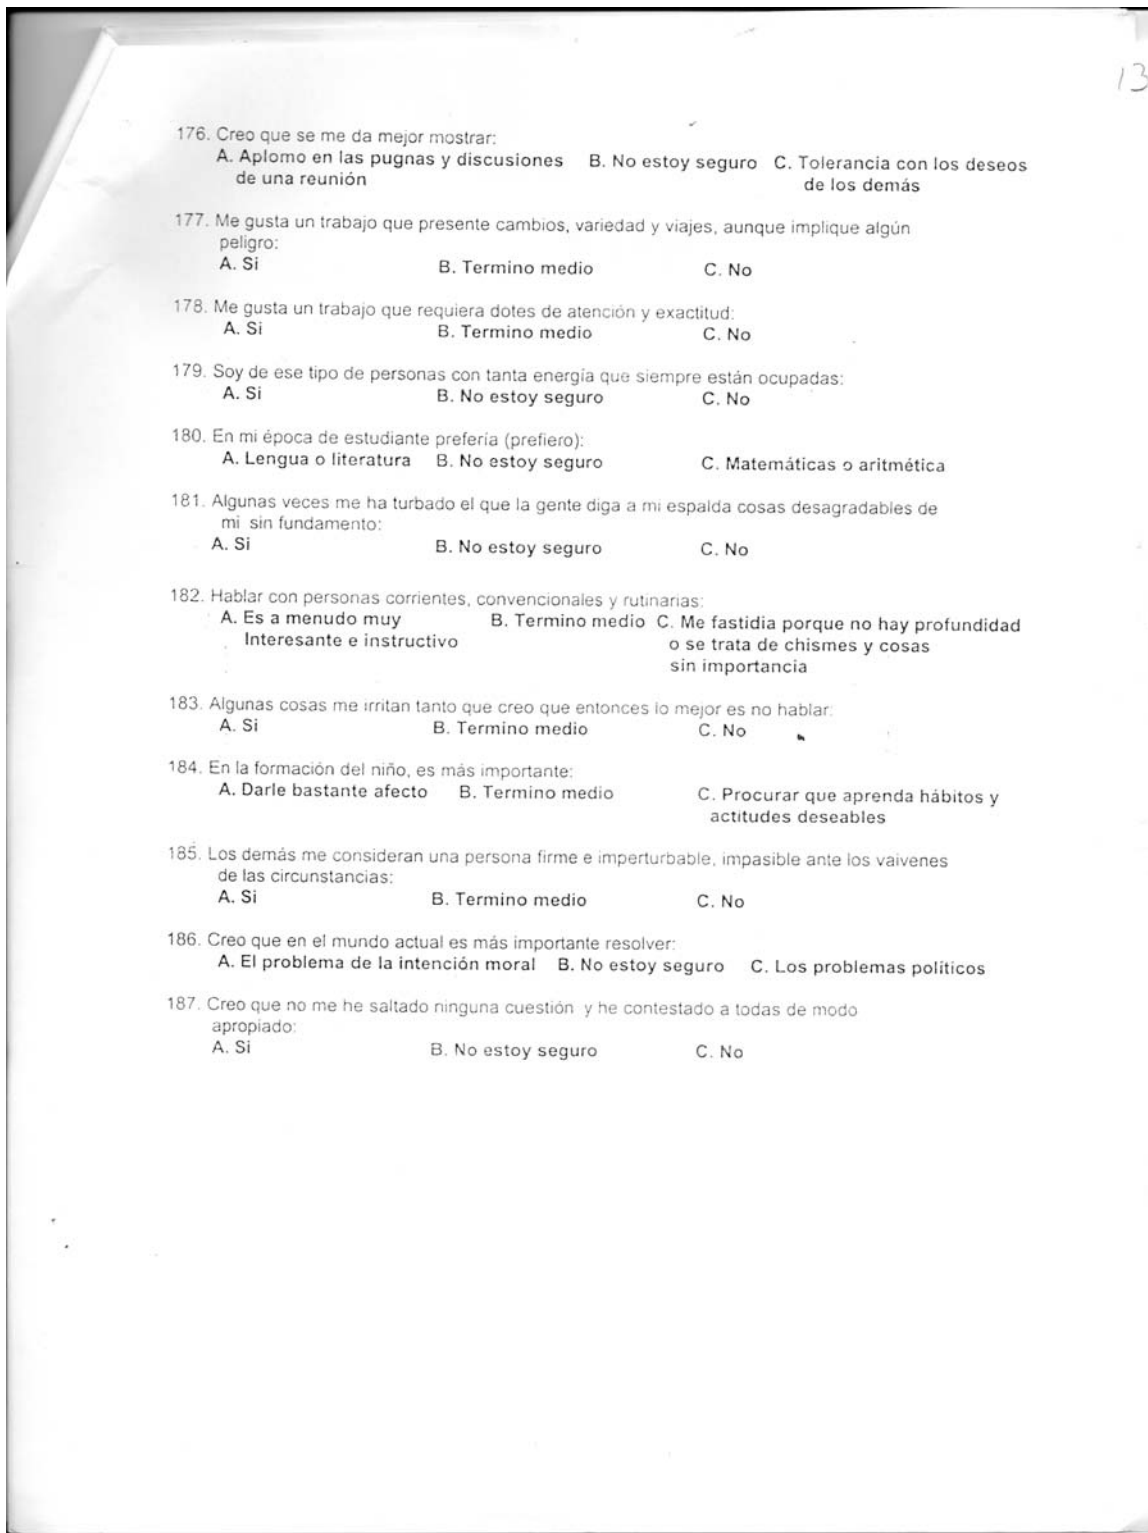 13
176. Creo que se me da mejor mostrar:
A. Aplomo en las pugnas y discusiones B. No estoy seguro C. Tolerancia con los deseos
de una reunión de los demás
177. Me gusta un trabajo que presente cambios, variedad y viajes, aunque implique algún
peligro:
A. Si B. Termino medio C. No
178. Me gusta un trabajo que requiera dotes de atención y exactitud:
A. Si B. Termino medio C. No
179. Soy de ese tipo de personas con tanta energía que siempre están ocupadas:
A. Si B. No estoy seguro C. No
180. En mi época de estudiante prefería (prefiero):
A. Lengua o literatura B. No estoy seguro C. Matemáticas o aritmética
181. Algunas veces me ha turbado el que la gente diga a mi espalda cosas desagradables de
mi sin fundamento:
A. Si B. No estoy seguro C. No
182. Hablar con personas corrientes, convencionales y rutinarias:
A. Es a menudo muy B. Termino medio C. Me fastidia porque no hay profundidad
Interesante e instructivo o se trata de chismes y cosas
sin importancia
183. Algunas cosas me irritan tanto que creo que entonces lo mejor es no hablar:
A. Si B. Termino medio C. No
184. En la formación del niño, es más importante:
A. Darle bastante afecto B. Termino medio C. Procurar que aprenda hábitos y
actitudes deseables
185. Los demás me consideran una persona firme e imperturbable, impasible ante los vaivenes
de las circunstancias:
A. Si B. Termino medio C. No
186. Creo que en el mundo actual es más importante resolver:
A. El problema de la intención moral B. No estoy seguro C. Los problemas políticos
187. Creo que no me he saltado ninguna cuestión y he contestado a todas de modo
apropiado:
A. Si B. No estoy seguro C. No